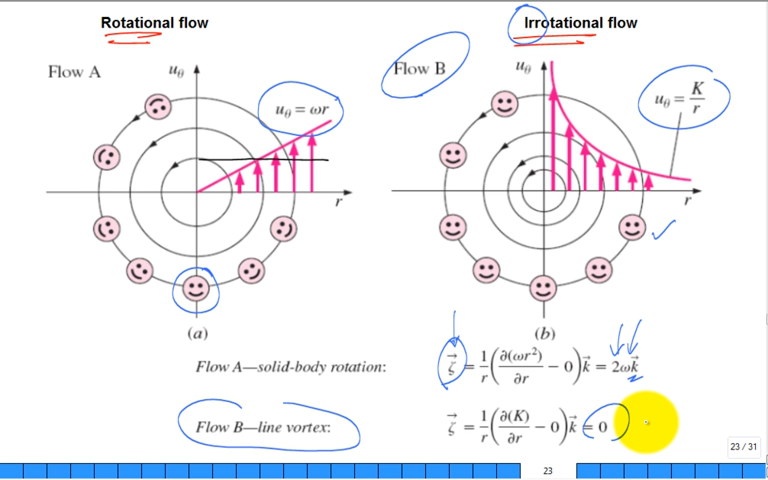 Rotational flow
Irrotational flow
Flow A
uθ
uθ = ωr
r
(a)
Flow B
uθ
uθ = K/r
r
(b)
Flow A—solid-body rotation: ζ⃗ = 1/r (∂(ωr²)/∂r − 0) k⃗ = 2ωk⃗
Flow B—line vortex: ζ⃗ = 1/r (∂(K)/∂r − 0) k⃗ = 0
23 / 31
23